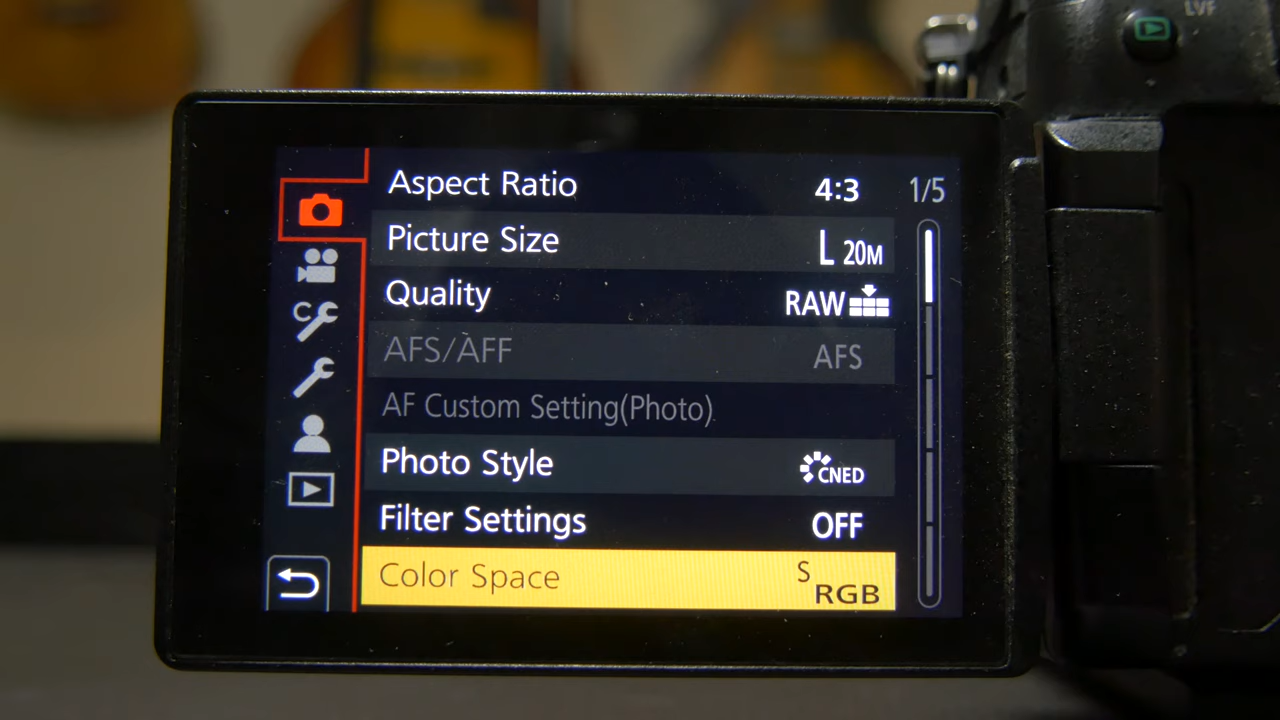 LVF
Aspect Ratio 4:3 1/5
Picture Size L 20M
Quality RAW
AFS/AFF AFS
AF Custom Setting(Photo)
Photo Style CNED
Filter Settings OFF
Color Space sRGB
C